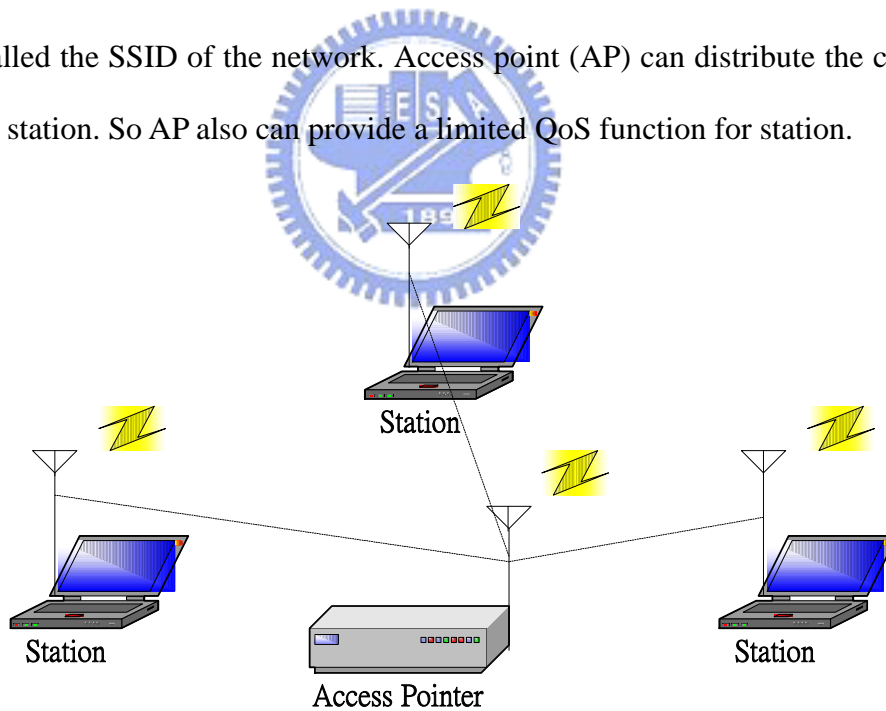 the SSID of the network. Access point (AP) can distribute the
station. So AP also can provide a limited QoS function for station.
E S A
189
Station
Station
Station
Access Pointer